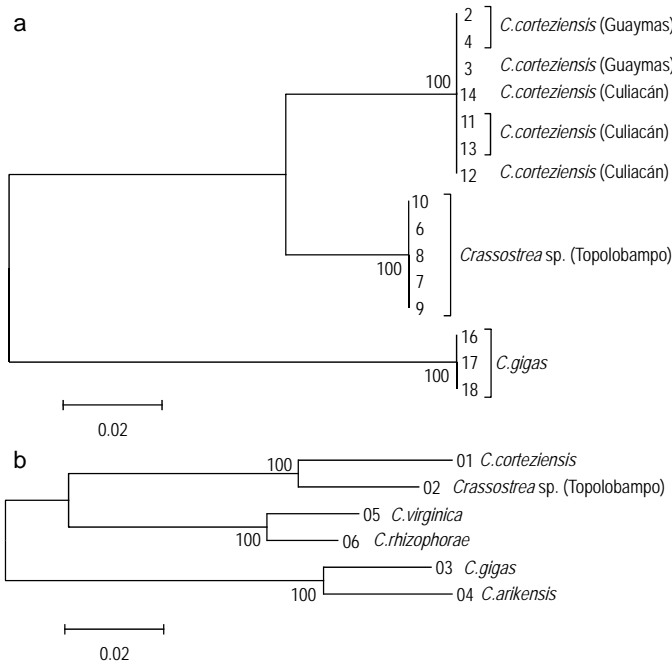 a
2
4
C.corteziensis (Guaymas)
3 C.corteziensis (Guaymas)
100
14 C.corteziensis (Culiacán)
11
13
C.corteziensis (Culiacán)
12 C.corteziensis (Culiacán)
10
6
8
7
9
Crassostrea sp. (Topolobampo)
100
16
17
18
C.gigas
100
0.02
b
100
01 C.corteziensis
02 Crassostrea sp. (Topolobampo)
05 C.virginica
100
06 C.rhizophorae
03 C.gigas
100
04 C.arikensis
0.02